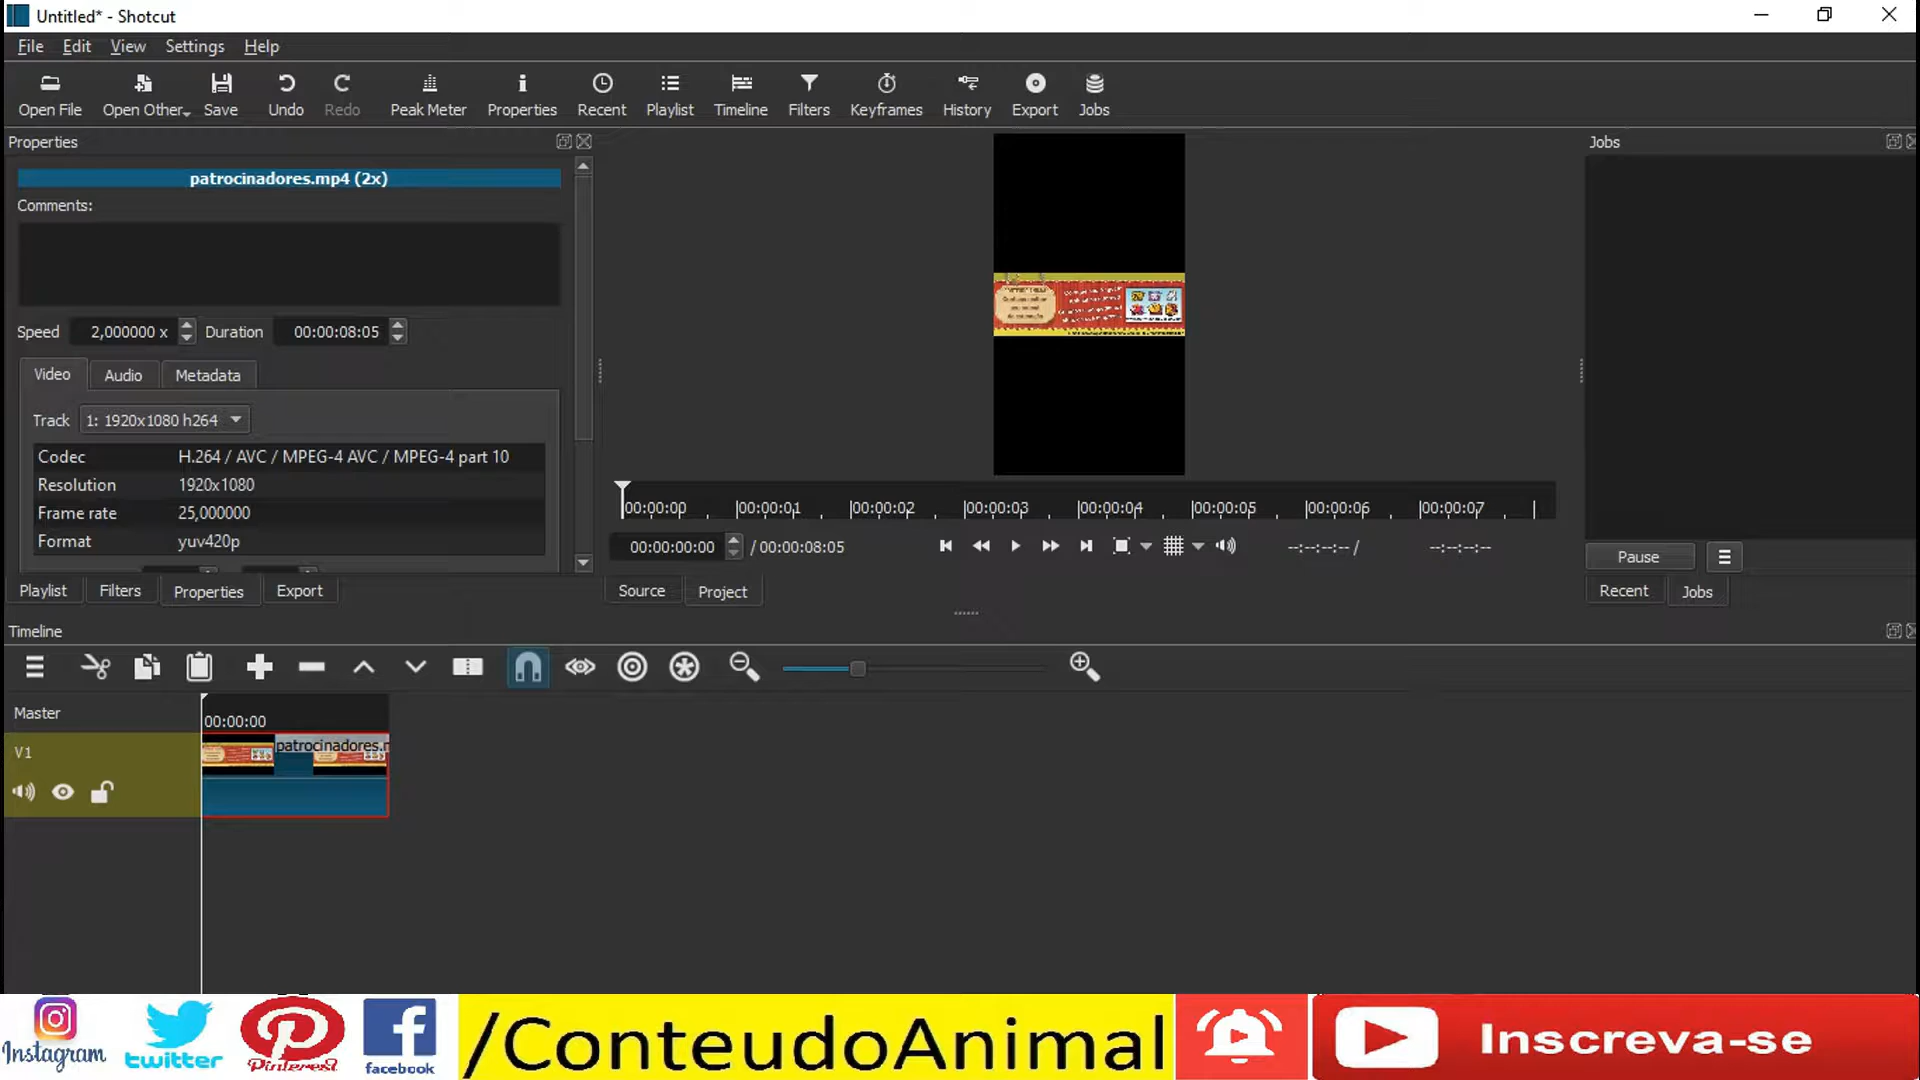 Untitled* - Shotcut
File Edit View Settings Help
Open File Open Other Save Undo Redo Peak Meter Properties Recent Playlist Timeline Filters Keyframes History Export Jobs
Properties
Jobs
patrocinadores.mp4 (2x)
Comments:
Speed 2,000000 x Duration 00:00:08:05
Video Audio Metadata
Track 1: 1920x1080 h264
Codec H.264 / AVC / MPEG-4 AVC / MPEG-4 part 10
Resolution 1920x1080
Frame rate 25,000000
Format yuv420p
00:00:00 00:00:01 00:00:02 00:00:03 00:00:04 00:00:05 00:00:06 00:00:07
00:00:00:00 / 00:00:08:05 --:--:--:-- / --:--:--:--
Pause
Playlist Filters Properties Export
Source Project
Recent Jobs
Timeline
Master
00:00:00
V1
patrocinadores.m
Instagram twitter Pinterest facebook
/ConteudoAnimal
Inscreva-se